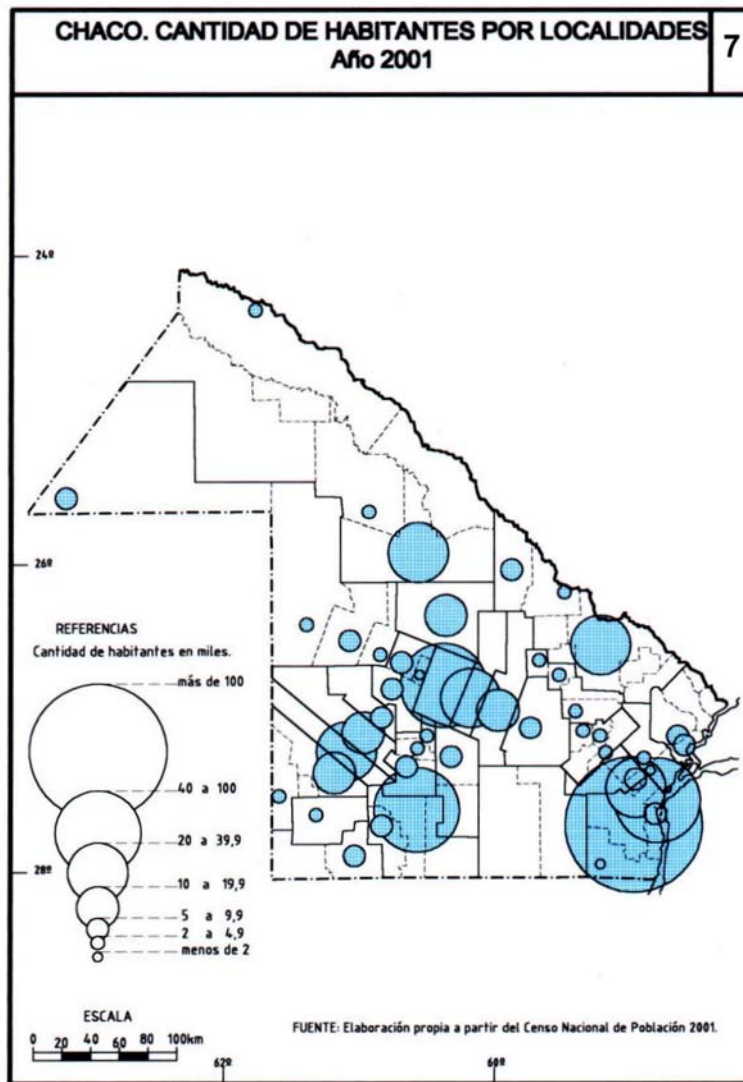 CHACO. CANTIDAD DE HABITANTES POR LOCALIDADES
Año 2001
7
24º
26º
REFERENCIAS
Cantidad de habitantes en miles.
más de 100
40 a 100
20 a 39,9
10 a 19,9
5 a 9,9
2 a 4,9
menos de 2
28º
ESCALA
0 20 40 60 80 100km
FUENTE: Elaboración propia a partir del Censo Nacional de Población 2001.
62º
60º